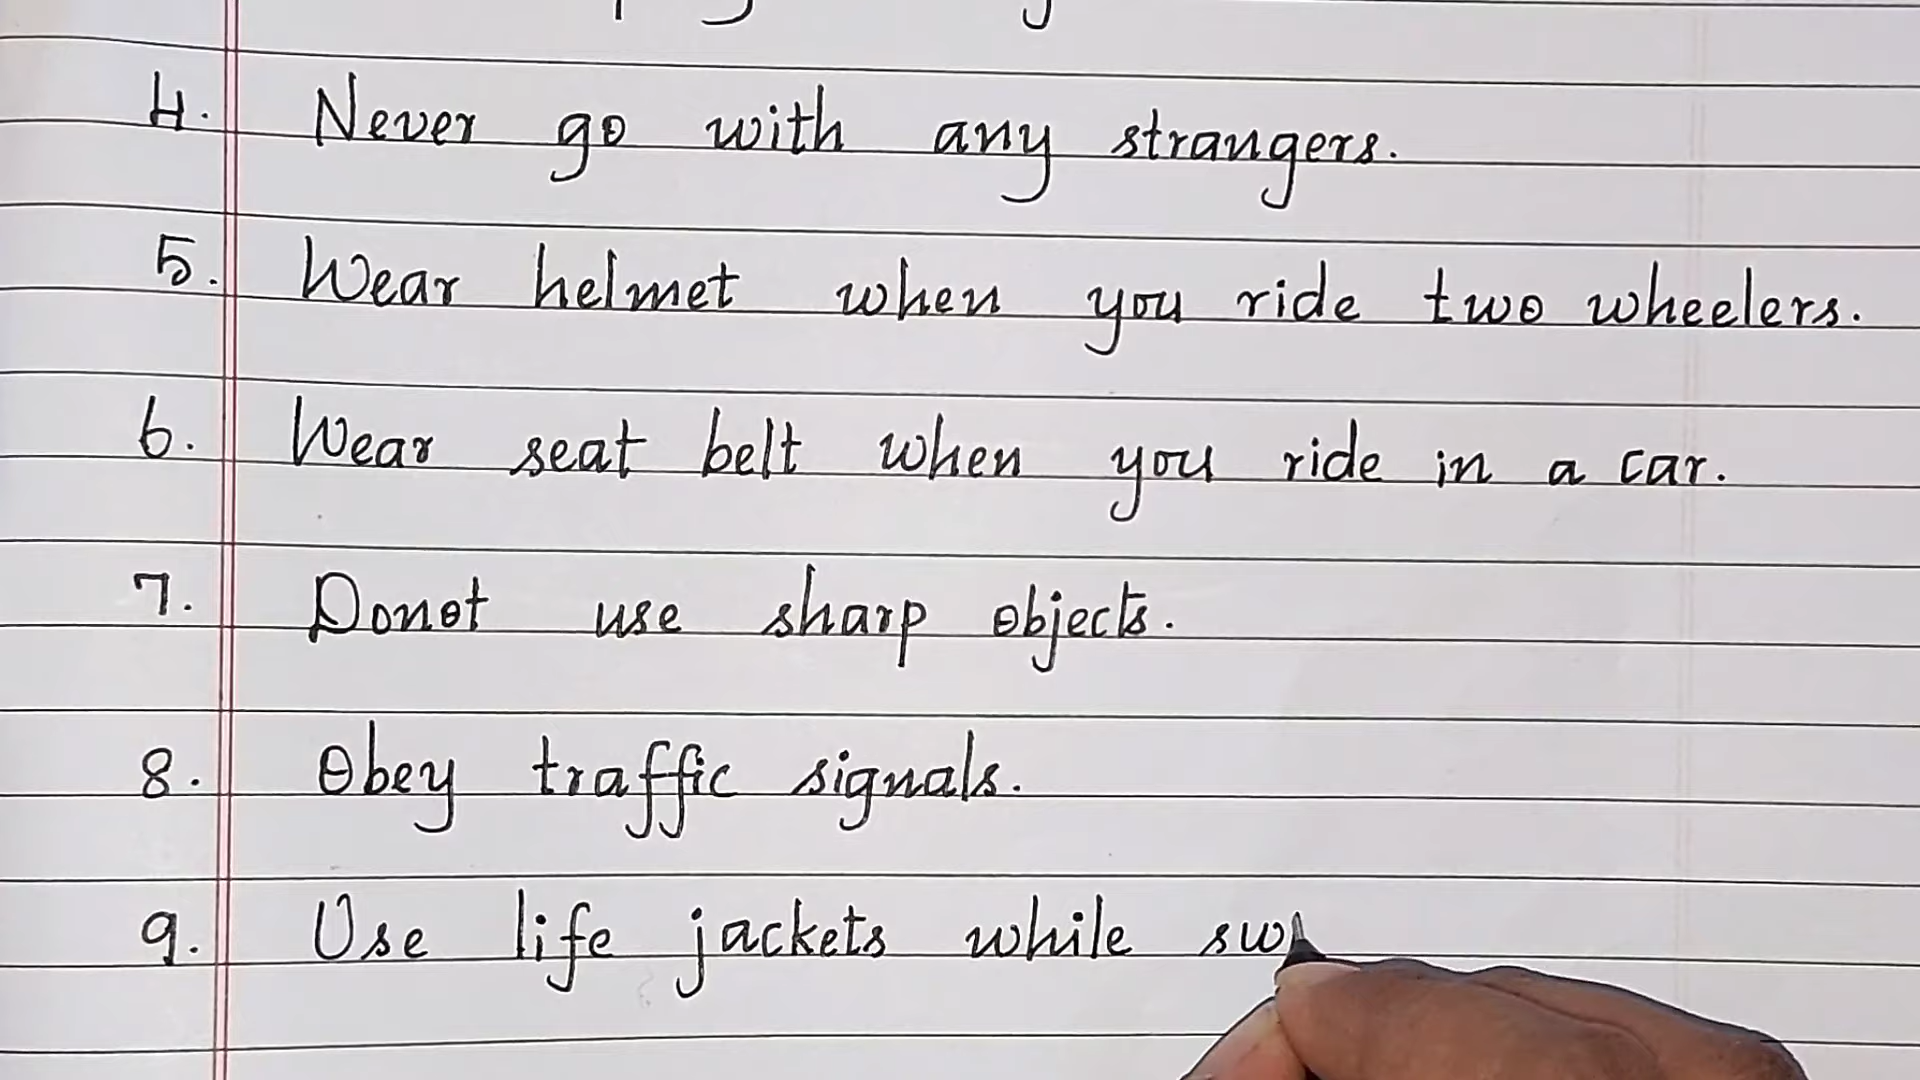 4. Never go with any strangers.
5. Wear helmet when you ride two wheelers.
6. Wear seat belt when you ride in a car.
7. Donot use sharp objects.
8. Obey traffic signals.
9. Use life jackets while sw